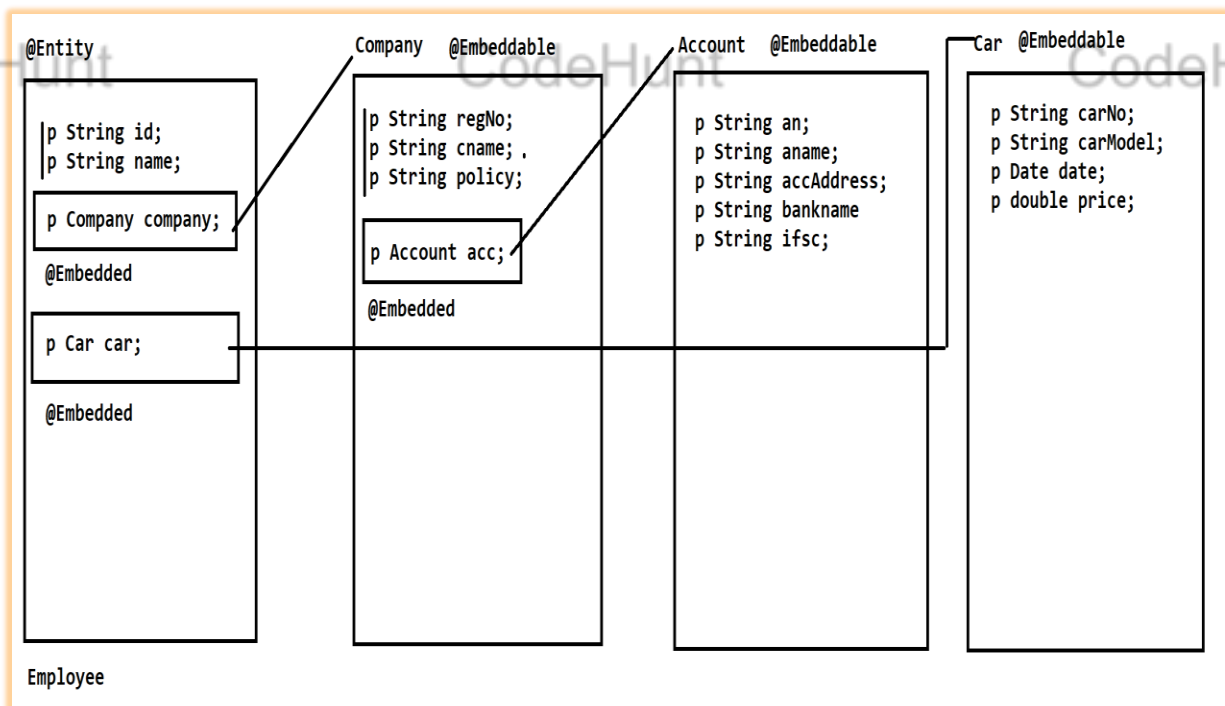 @Entity
Hunt
p String id;
p String name;
p Company company;
@Embedded
p Car car;
@Embedded
Employee
Company @Embeddable
CodeHunt
p String regNo;
p String cname; .
p String policy;
p Account acc;
@Embedded
Account @Embeddable
p String an;
p String aname;
p String accAddress;
p String bankname
p String ifsc;
Car @Embeddable
CodeH
p String carNo;
p String carModel;
p Date date;
p double price;